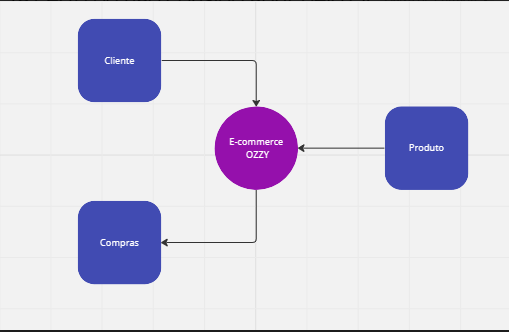 Cliente
E-commerce
OZZY
Produto
Compras